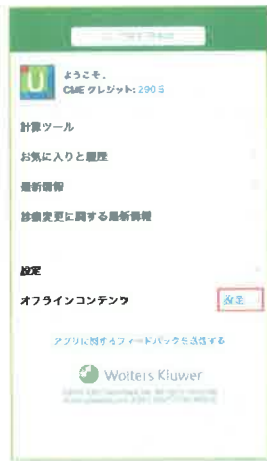 U
ようこそ、
CME クレジット: 290.5
計算ツール
お気に入りと履歴
最新情報
診療変更に関する最新情報
設定
オフラインコンテンツ
設定
アプリに関するフィードバックを送信する
Wolters Kluwer